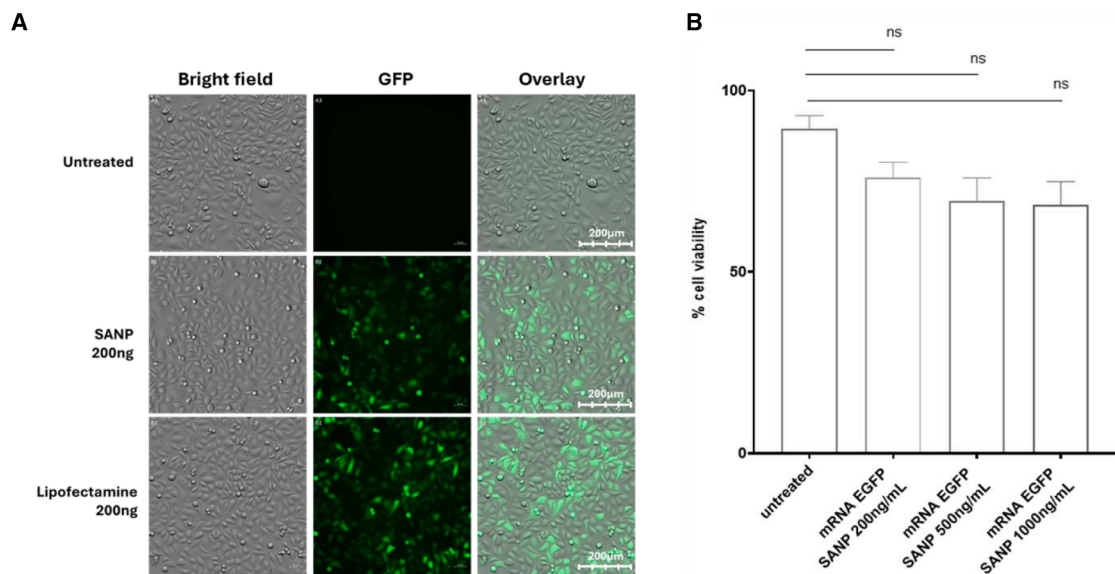 A
Bright field
GFP
Overlay
Untreated
A3
200µm
SANP
200ng
200µm
Lipofectamine
200ng
200µm
B
ns
ns
ns
% cell viability
100
50
0
untreated
mRNA EGFP
SANP 200ng/mL
mRNA EGFP
SANP 500ng/mL
mRNA EGFP
SANP 1000ng/mL